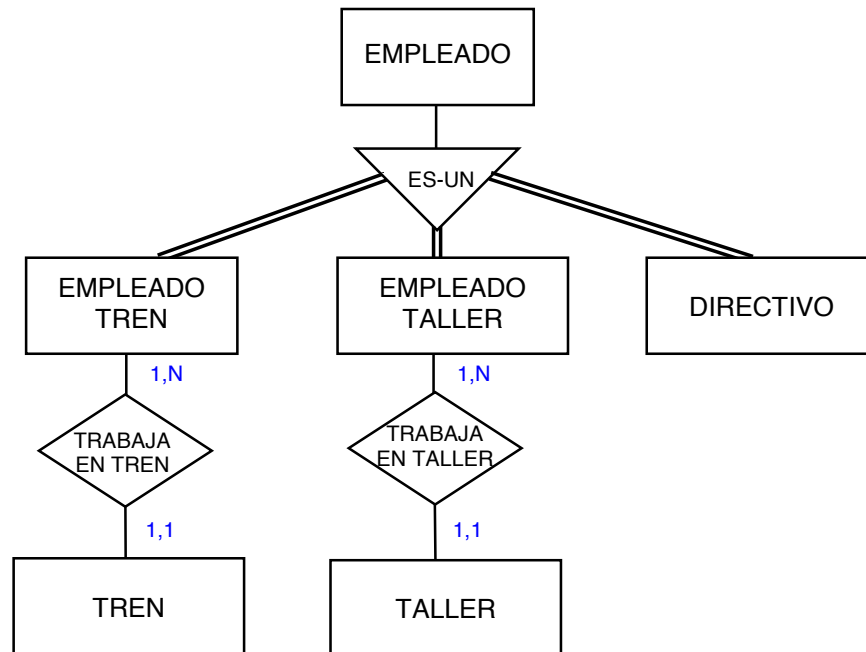 EMPLEADO
ES-UN
EMPLEADO
TREN
EMPLEADO
TALLER
DIRECTIVO
1,N
1,N
TRABAJA
EN TREN
TRABAJA
EN TALLER
1,1
1,1
TREN
TALLER